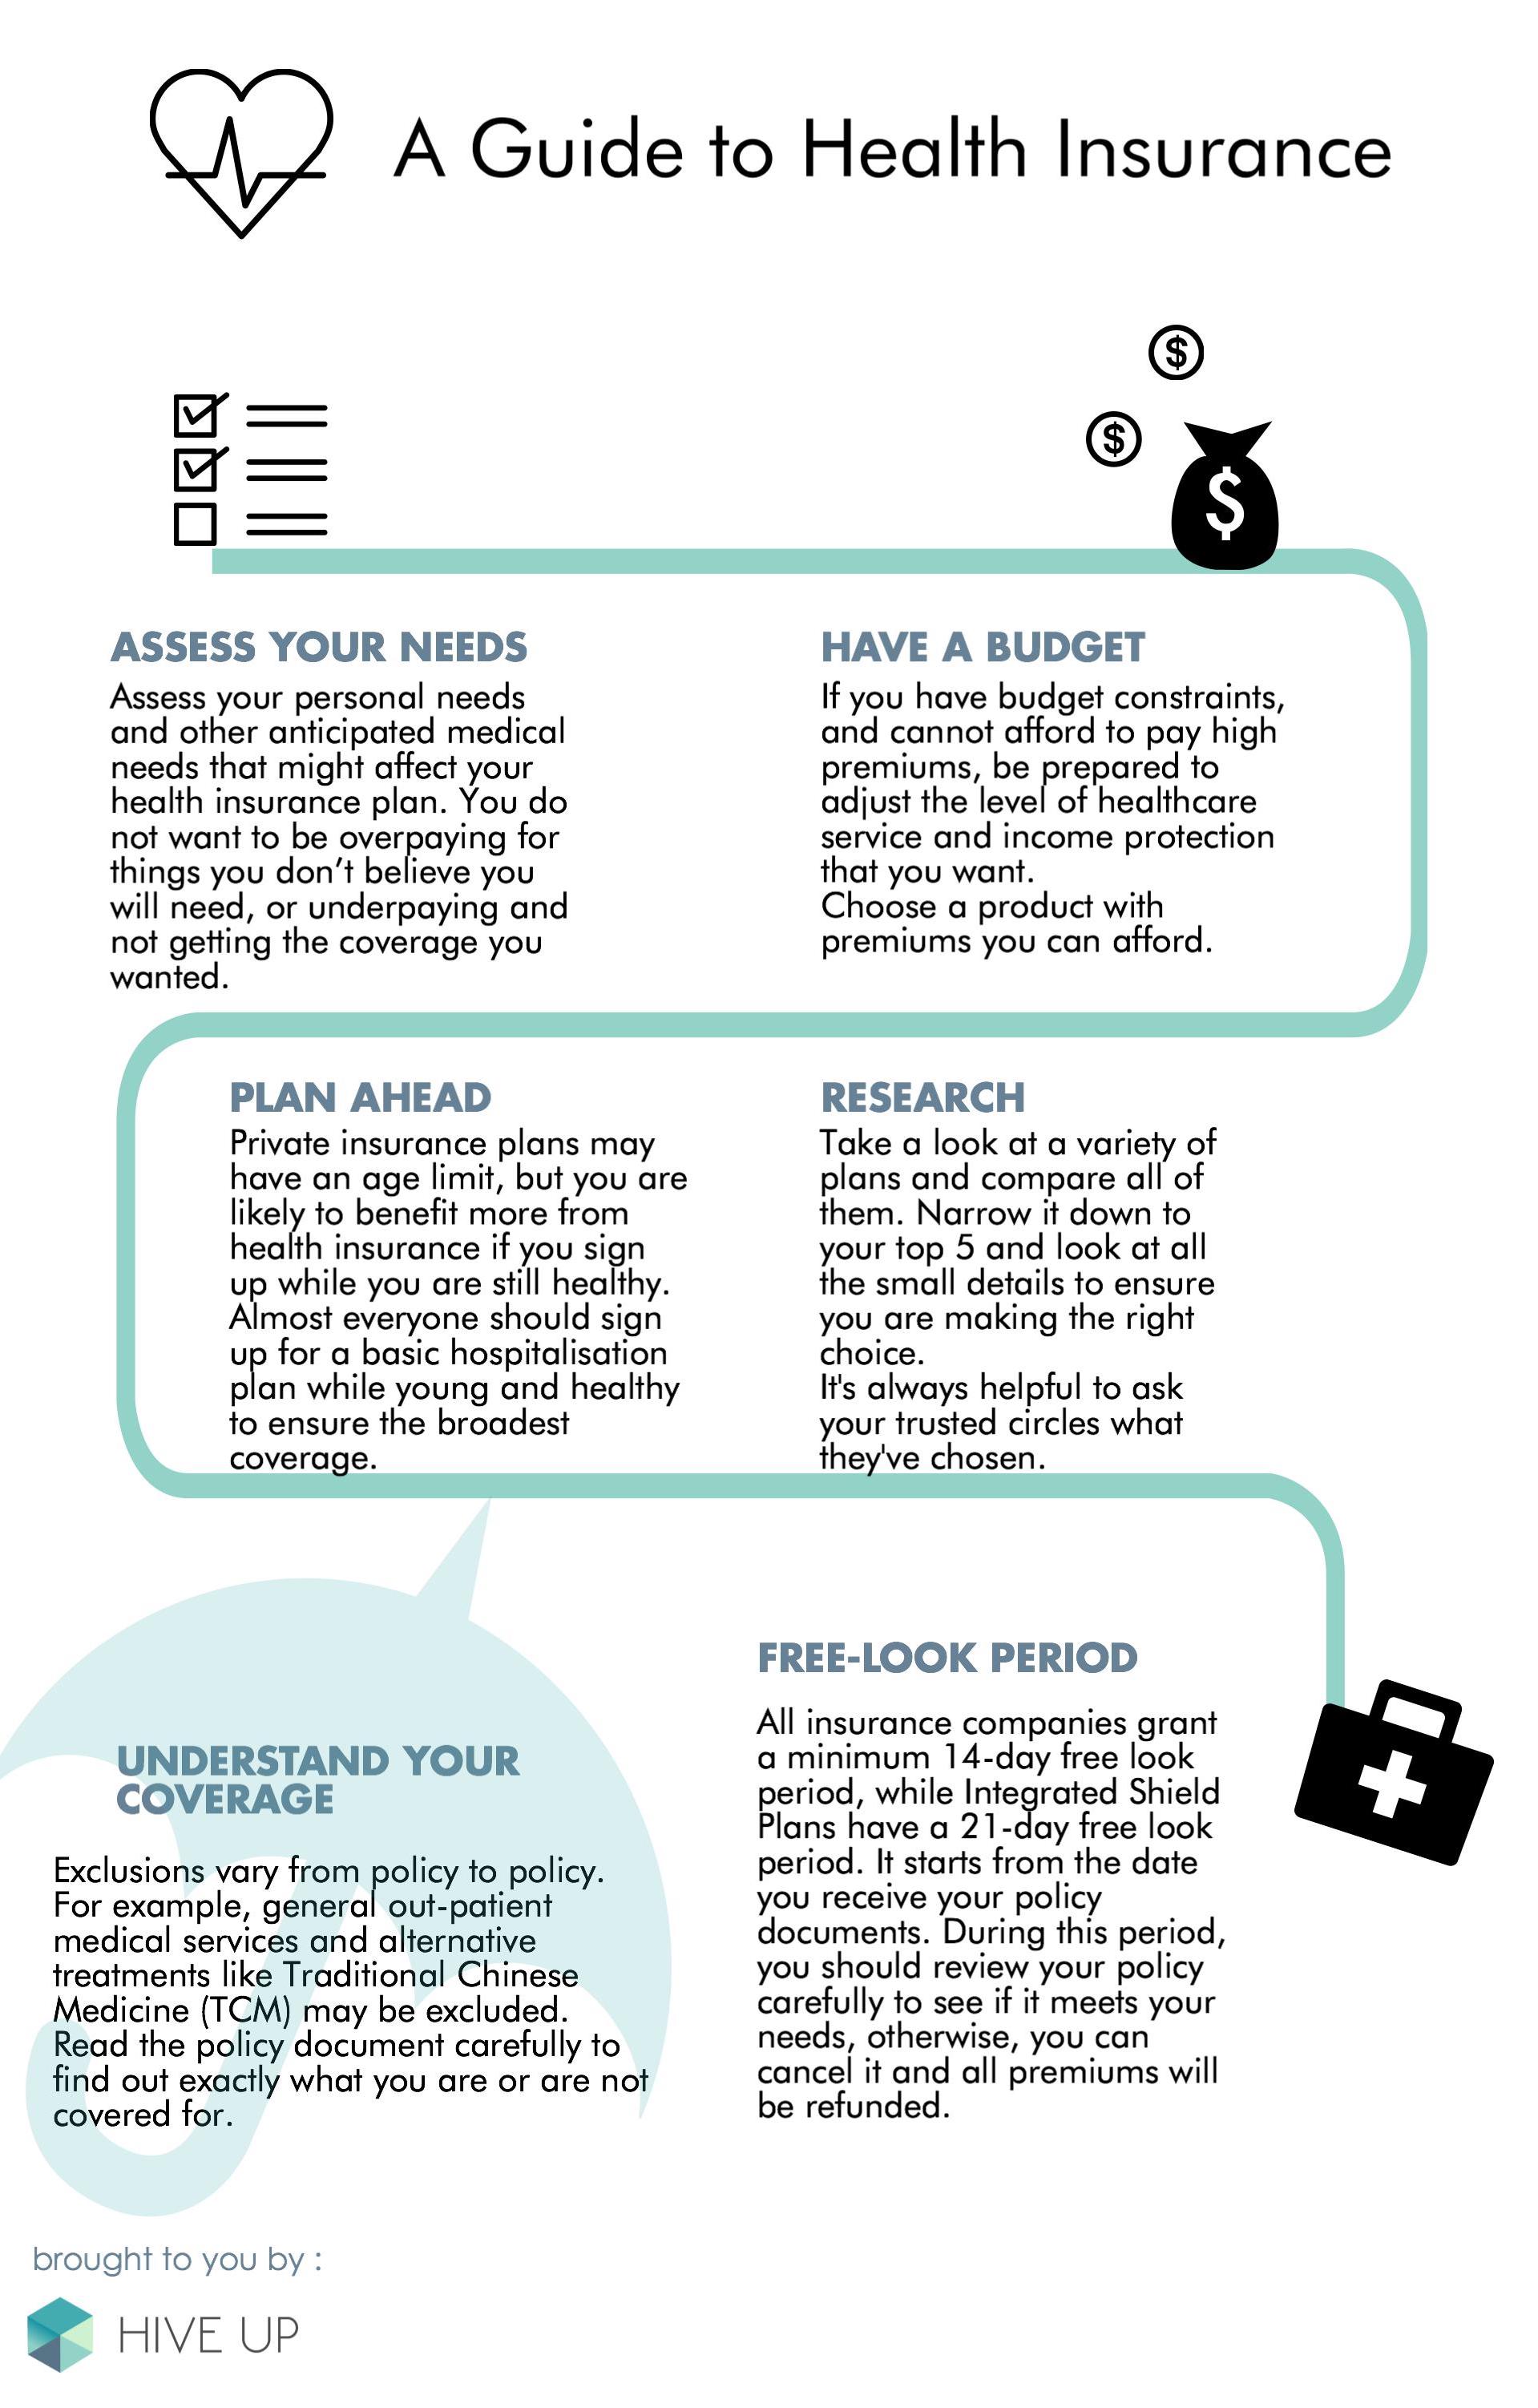 A Guide to Health Insurance
ASSESS YOUR NEEDS
Assess your personal needs
and other anticipated medical
needs that might affect your
health insurance plan. You do
not want to be overpaying for
things you don’t believe you
will need, or underpaying and
not getting the coverage you
wanted.
HAVE A BUDGET
If you have budget constraints,
and cannot afford to pay high
premiums, be prepared to
adjust the level of healthcare
service and income protection
that you want.
Choose a product with
premiums you can afford.
PLAN AHEAD
Private insurance plans may
have an age limit, but you are
likely to benefit more from
health insurance if you sign
up while you are still healthy.
Almost everyone should sign
up for a basic hospitalisation
plan while young and healthy
to ensure the broadest
coverage.
RESEARCH
Take a look at a variety of
plans and compare all of
them. Narrow it down to
your top 5 and look at all
the small details to ensure
you are making the right
choice.
It's always helpful to ask
your trusted circles what
they've chosen.
UNDERSTAND YOUR
COVERAGE
Exclusions vary from policy to policy.
For example, general out-patient
medical services and alternative
treatments like Traditional Chinese
Medicine (TCM) may be excluded.
Read the policy document carefully to
find out exactly what you are or are not
covered for.
FREE-LOOK PERIOD
All insurance companies grant
a minimum 14-day free look
period, while Integrated Shield
Plans have a 21-day free look
period. It starts from the date
you receive your policy
documents. During this period,
you should review your policy
carefully to see if it meets your
needs, otherwise, you can
cancel it and all premiums will
be refunded.
brought to you by :
HIVE UP